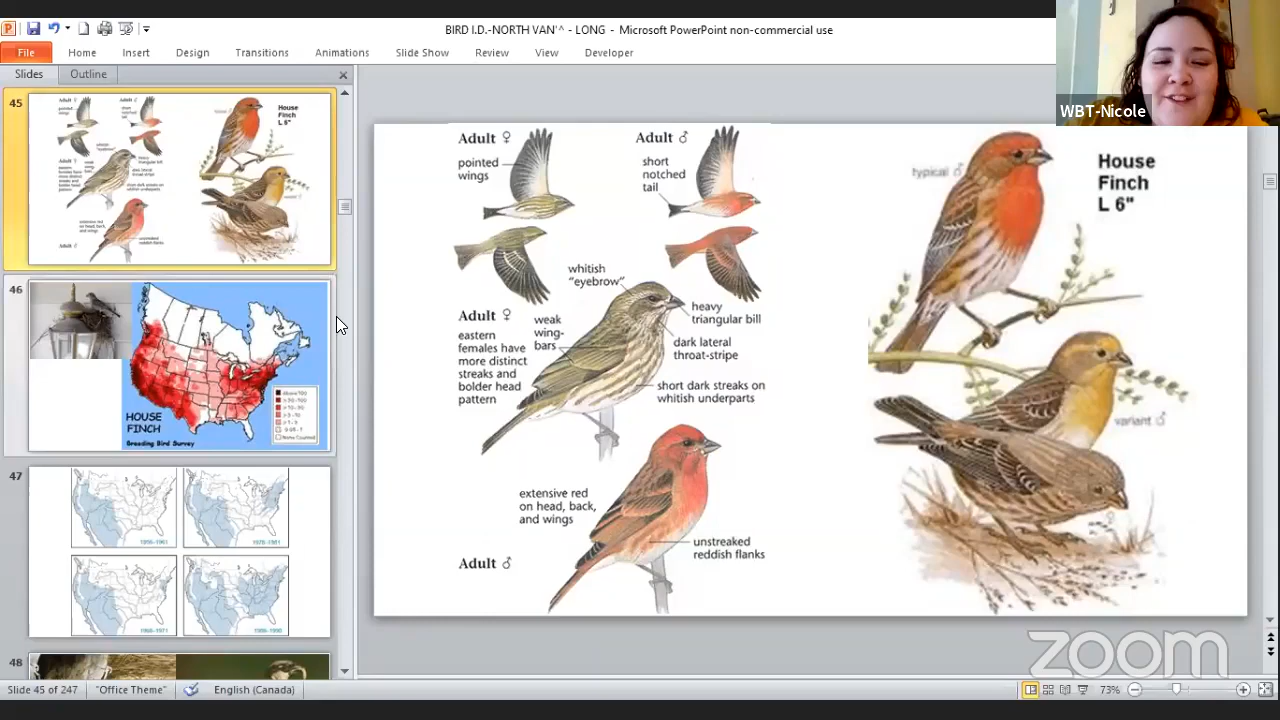 BIRD I.D.-NORTH VAN'^ - LONG - Microsoft PowerPoint non-commercial use
File Home Insert Design Transitions Animations Slide Show Review View Developer
Slides Outline
WBT-Nicole
45
House
Finch
L 6"
46
HOUSE
FINCH
Breeding Bird Survey
47
48
Adult ♀
pointed
wings
Adult ♂
short
notched
tail
whitish
"eyebrow"
Adult ♀
eastern
females have
more distinct
streaks and
bolder head
pattern
weak
wing-
bars
heavy
triangular bill
dark lateral
throat-stripe
short dark streaks on
whitish underparts
extensive red
on head, back,
and wings
unstreaked
reddish flanks
Adult ♂
typical ♂
House
Finch
L 6"
variant ♂
zoom
Slide 45 of 247 "Office Theme" English (Canada) 73%